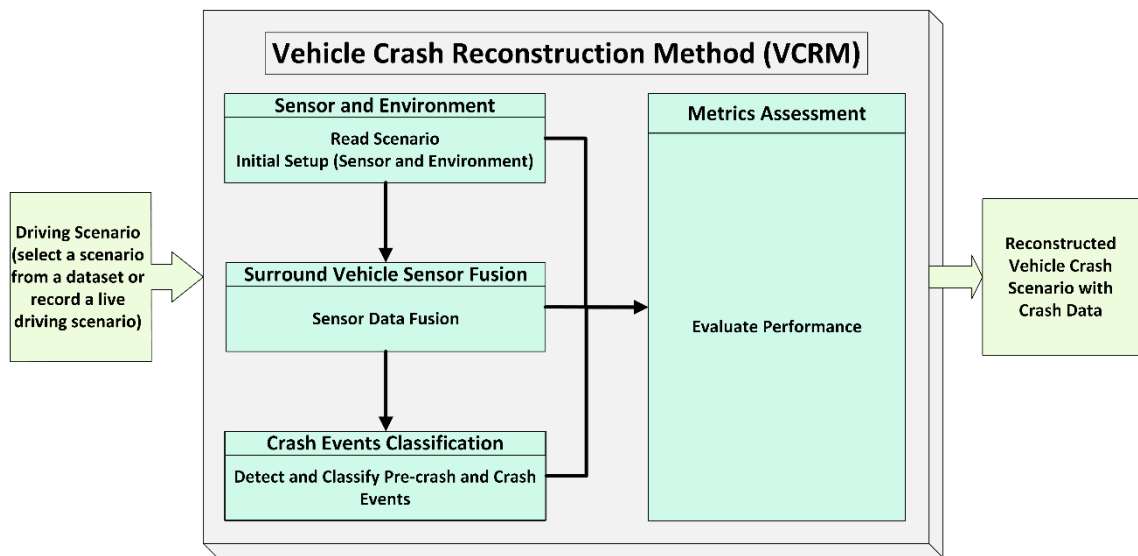 Vehicle Crash Reconstruction Method (VCRM)
Driving Scenario
(select a scenario
from a dataset or
record a live
driving scenario)
Sensor and Environment
Read Scenario
Initial Setup (Sensor and Environment)
Surround Vehicle Sensor Fusion
Sensor Data Fusion
Crash Events Classification
Detect and Classify Pre-crash and Crash
Events
Metrics Assessment
Evaluate Performance
Reconstructed
Vehicle Crash
Scenario with
Crash Data